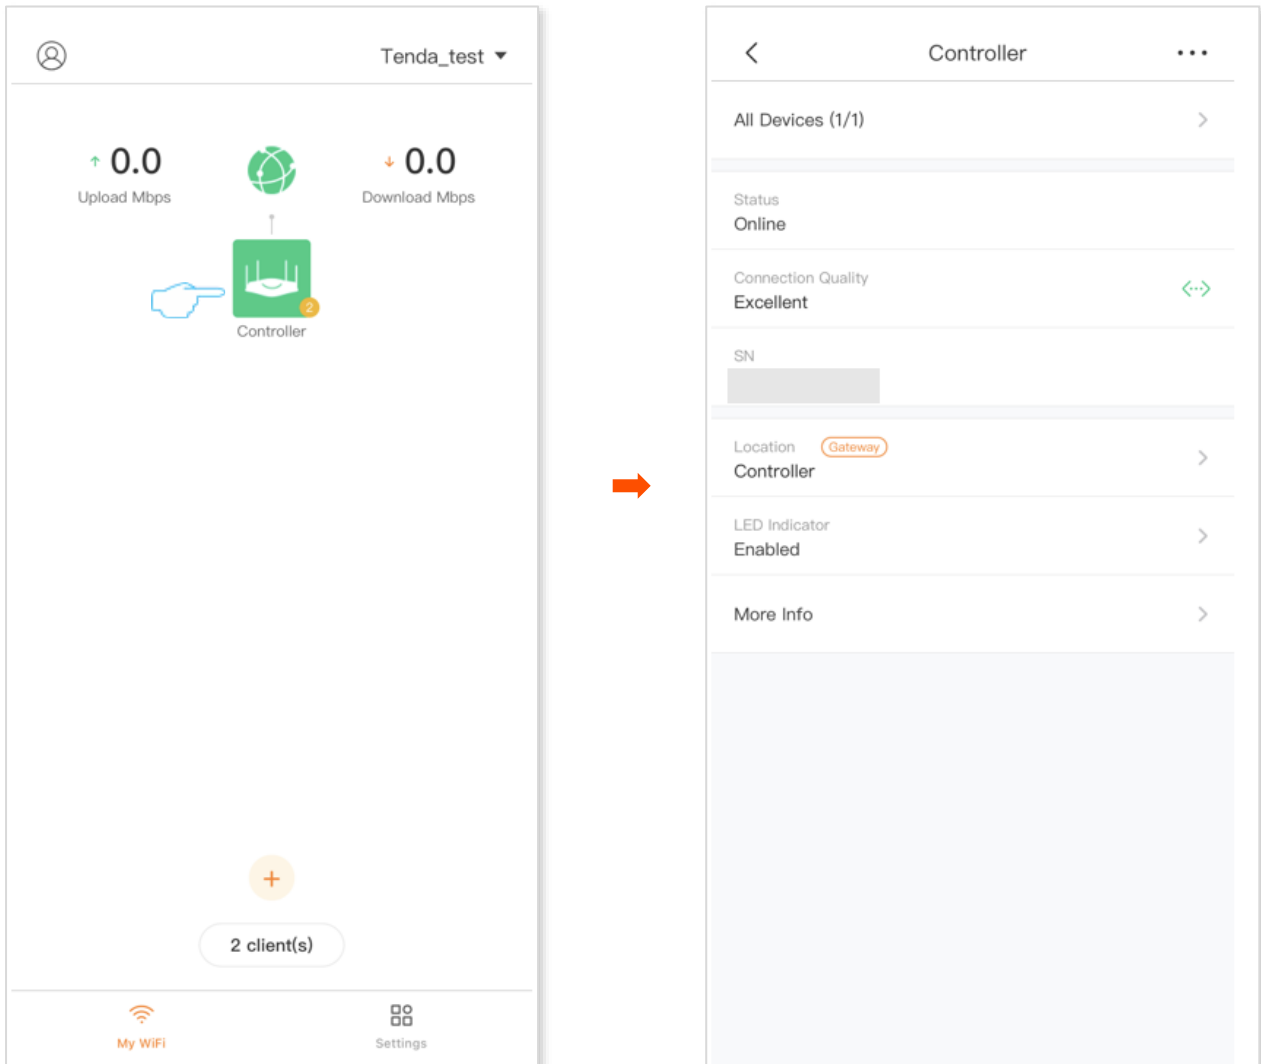 Tenda_test
0.0
Upload Mbps
0.0
Download Mbps
2
Controller
2 client(s)
My WiFi
Settings
Controller
All Devices (1/1)
Status
Online
Connection Quality
Excellent
SN
Location Gateway
Controller
LED Indicator
Enabled
More Info